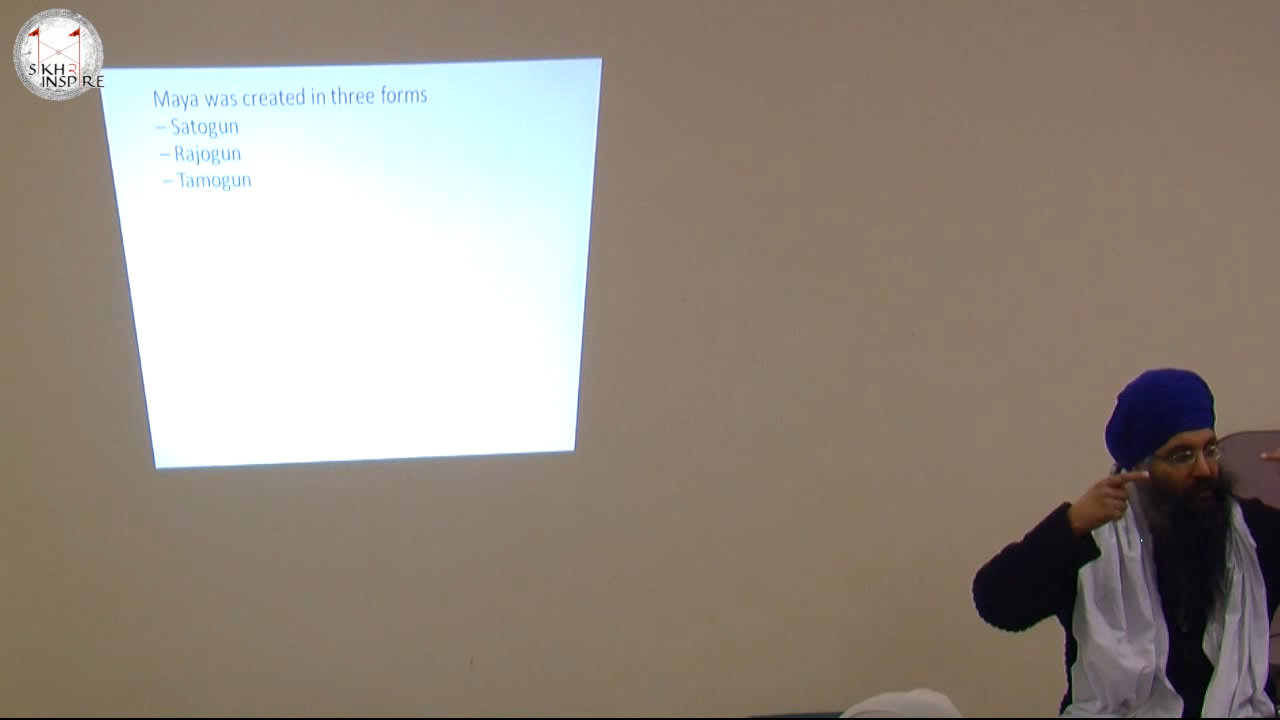 SIKH
INSPIRE
Maya was created in three forms
– Satogun
– Rajogun
– Tamogun